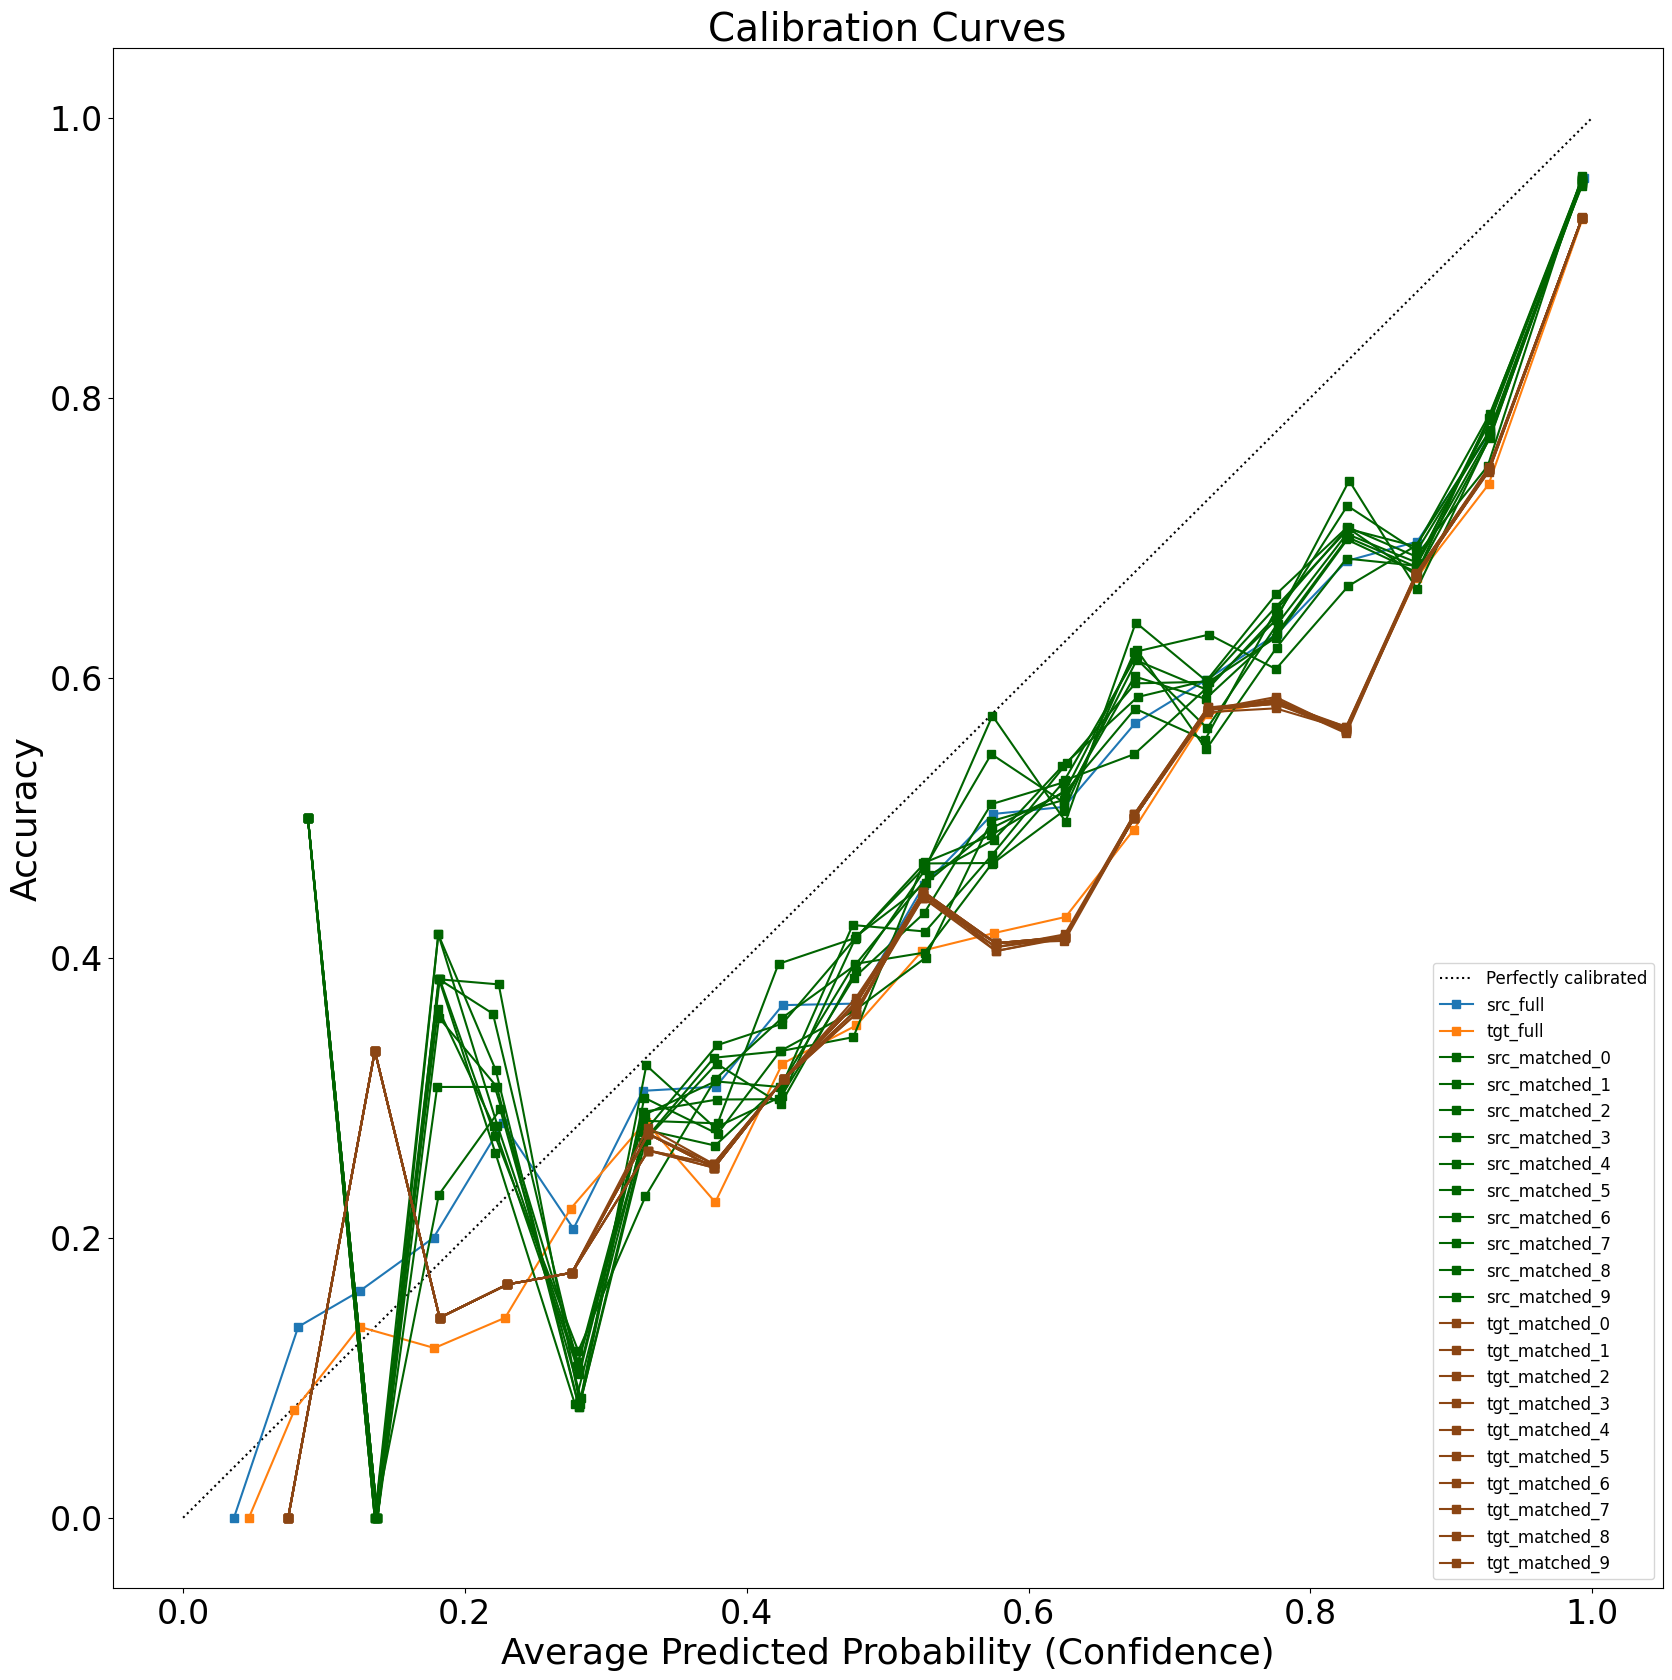 Calibration Curves
1.0
0.8
0.6
0.4
0.2
0.0
Accuracy
0.0 0.2 0.4 0.6 0.8 1.0
Average Predicted Probability (Confidence)
Perfectly calibrated
src_full
tgt_full
src_matched_0
src_matched_1
src_matched_2
src_matched_3
src_matched_4
src_matched_5
src_matched_6
src_matched_7
src_matched_8
src_matched_9
tgt_matched_0
tgt_matched_1
tgt_matched_2
tgt_matched_3
tgt_matched_4
tgt_matched_5
tgt_matched_6
tgt_matched_7
tgt_matched_8
tgt_matched_9